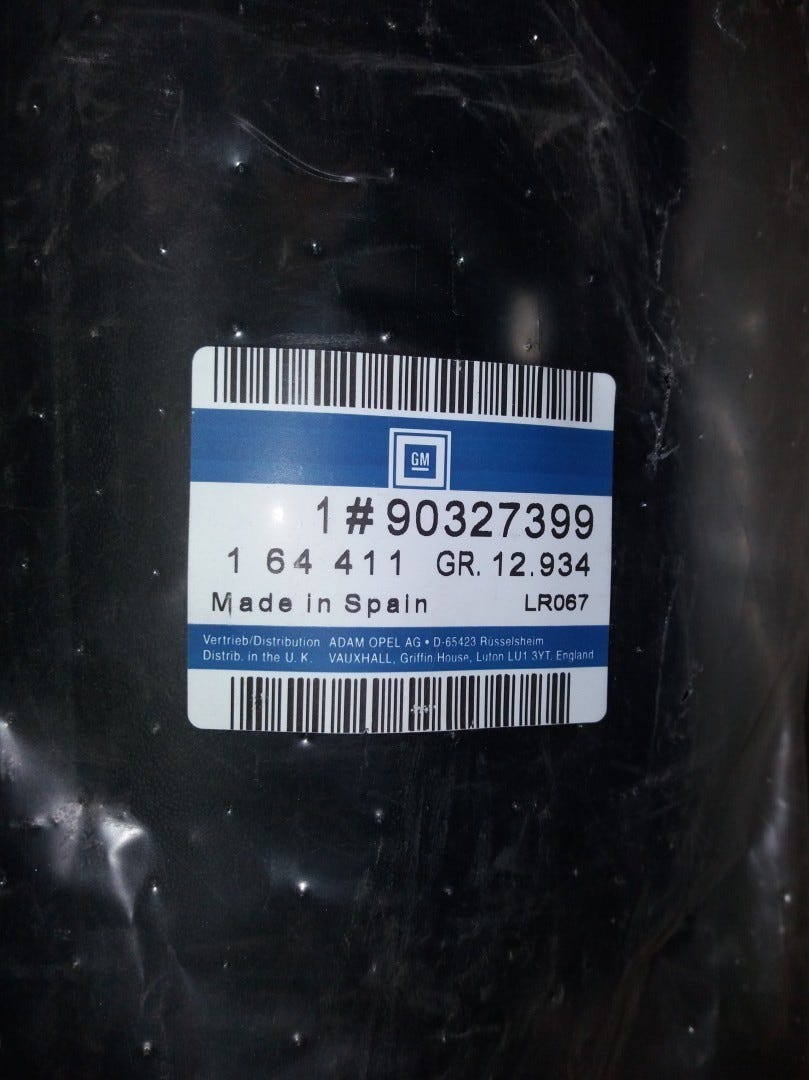 GM
1 # 90327399
1 64 411 GR. 12.934
Made in Spain LR067
Vertrieb/Distribution ADAM OPEL AG • D-65423 Rüsselsheim
Distrib. in the U. K. VAUXHALL, Griffin House, Luton LU1 3YT, England